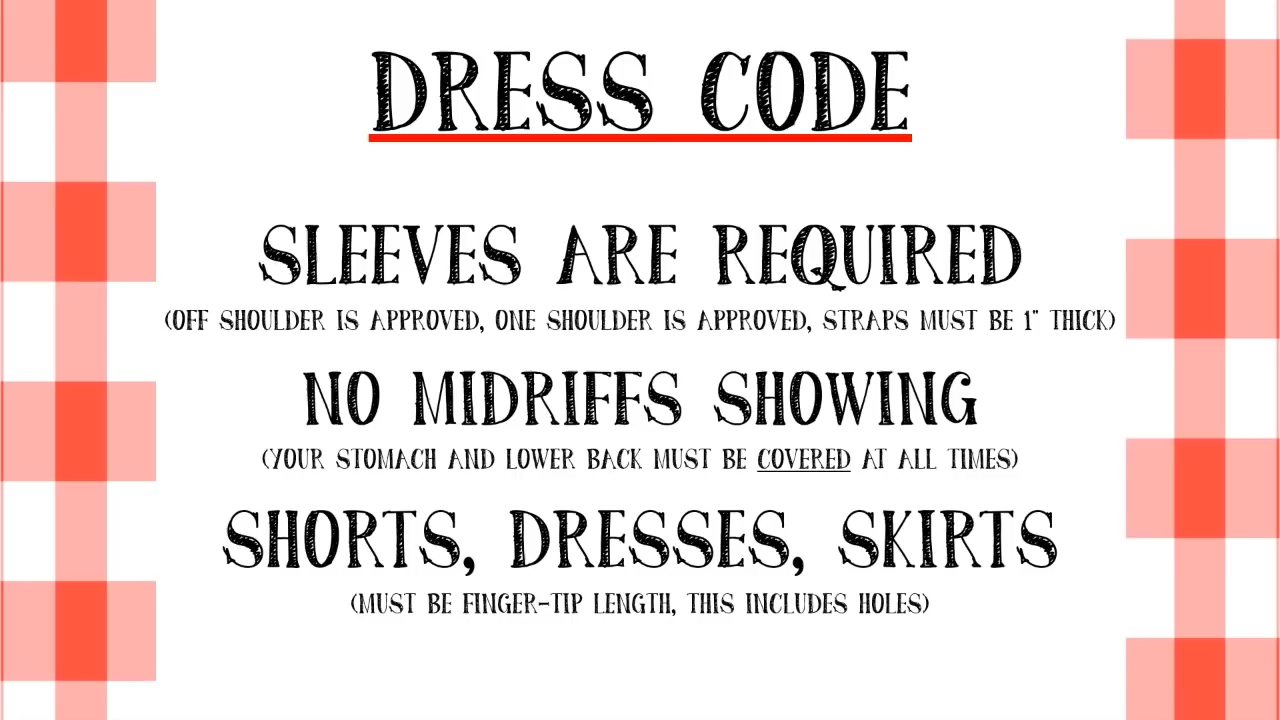 DRESS CODE
SLEEVES ARE REQUIRED
(OFF SHOULDER IS APPROVED, ONE SHOULDER IS APPROVED, STRAPS MUST BE 1" THICK)
NO MIDRIFFS SHOWING
(YOUR STOMACH AND LOWER BACK MUST BE COVERED AT ALL TIMES)
SHORTS, DRESSES, SKIRTS
(MUST BE FINGER-TIP LENGTH, THIS INCLUDES HOLES)